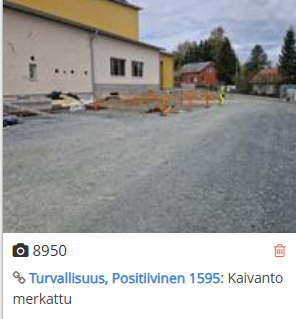 8950
Turvallisuus, Positiivinen 1595: Kaivanto
merkattu